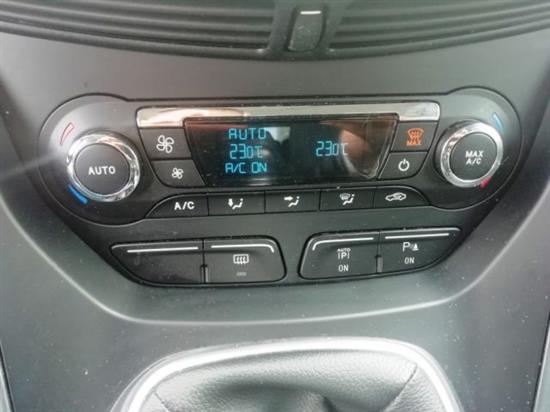 AUTO
23.0℃ 23.0℃
A/C ON
MAX
AUTO
MAX
A/C
A/C
AUTO
(P)
ON
P
ON